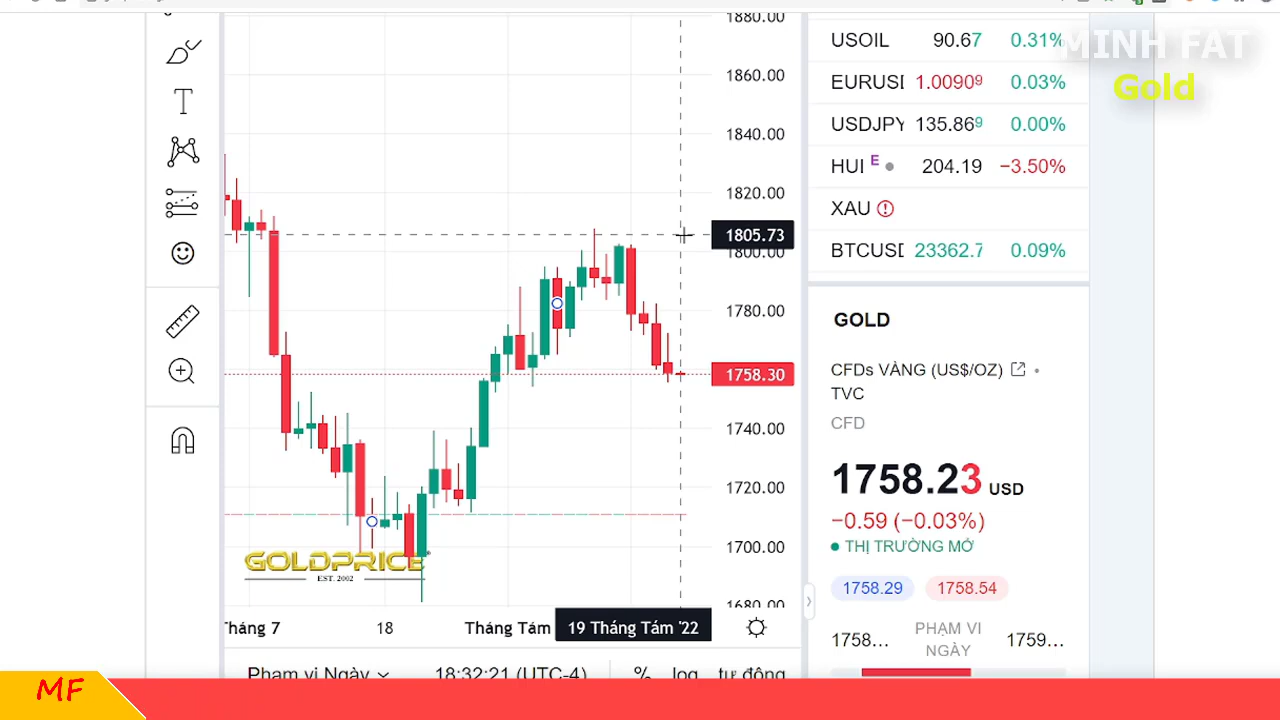 1880.00
1860.00
1840.00
1820.00
1805.73
1800.00
1780.00
1758.30
1740.00
1720.00
1700.00
1680.00
GOLDPRICE
EST. 2002
Tháng 7 18 Tháng Tám 19 Tháng Tám '22
Phạm vi Ngày 18:32:21 (UTC-4) % log tự động
MINH FAT
Gold
USOIL 90.67 0.31%
EURUSD 1.00909 0.03%
USDJPY 135.869 0.00%
HUI E 204.19 −3.50%
XAU
BTCUSD 23362.7 0.09%
GOLD
CFDs VÀNG (US$/OZ)
TVC
CFD
1758.23 USD
−0.59 (−0.03%)
THỊ TRƯỜNG MỞ
1758.29 1758.54
1758... PHẠM VI NGÀY 1759...
MF